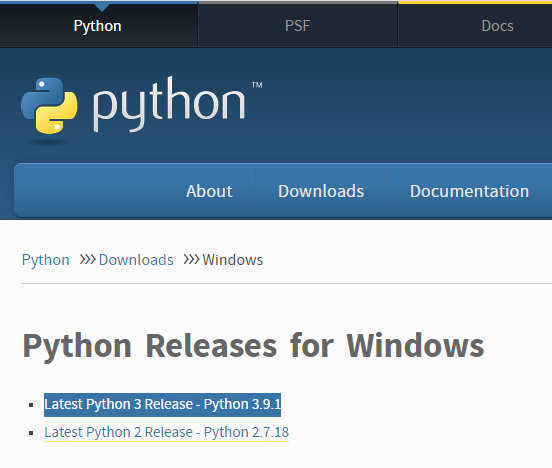 Python PSF Docs
python™
About Downloads Documentation
Python >>> Downloads >>> Windows
Python Releases for Windows
Latest Python 3 Release - Python 3.9.1
Latest Python 2 Release - Python 2.7.18